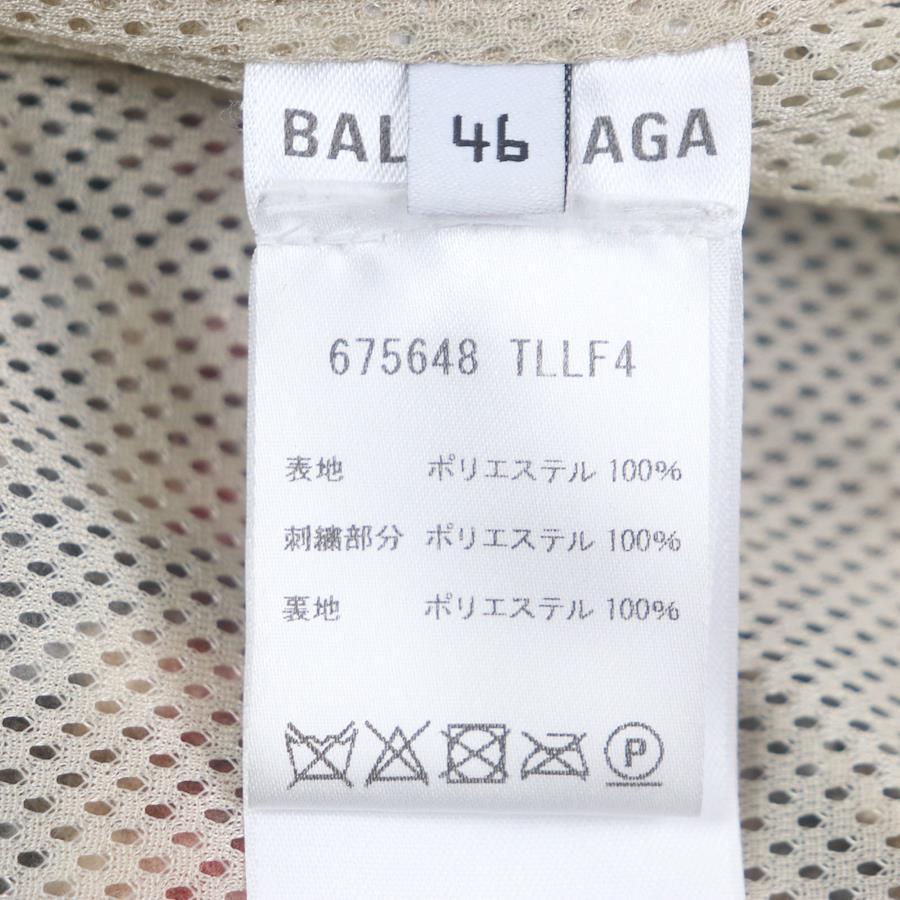 BAL 46 AGA
675648 TLLF4
表地 ポリエステル 100%
刺繍部分 ポリエステル 100%
裏地 ポリエステル 100%
P